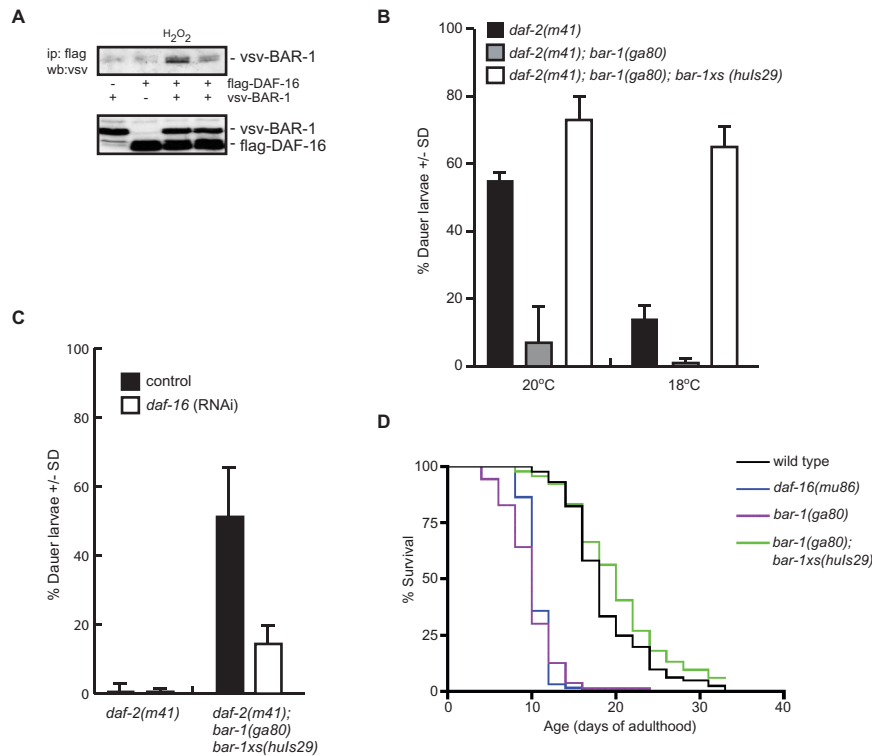 A
H2O2
ip: flag
wb:vsv
- vsv-BAR-1
- + + + flag-DAF-16
+ - + + vsv-BAR-1
- vsv-BAR-1
- flag-DAF-16
B
daf-2(m41)
daf-2(m41); bar-1(ga80)
daf-2(m41); bar-1(ga80); bar-1xs (huIs29)
% Dauer larvae +/- SD
100
80
60
40
20
0
20ºC 18ºC
C
control
daf-16 (RNAi)
% Dauer larvae +/- SD
100
80
60
40
20
0
daf-2(m41) daf-2(m41);
bar-1(ga80)
bar-1xs(huIs29)
D
wild type
daf-16(mu86)
bar-1(ga80)
bar-1(ga80);
bar-1xs(huIs29)
% Survival
100
75
50
25
0
0 10 20 30 40
Age (days of adulthood)